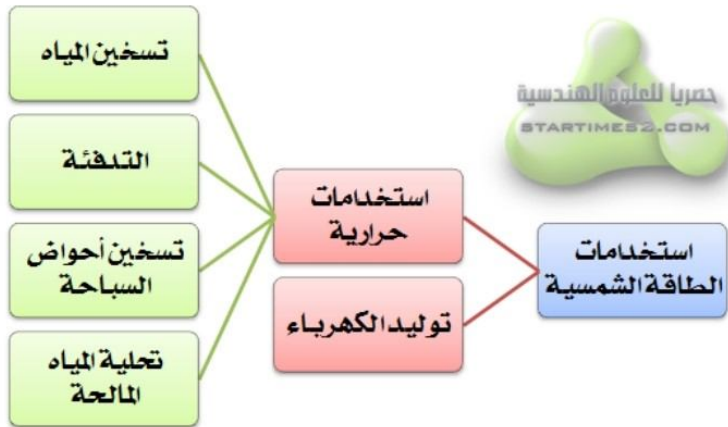 حصريا للعلوم الهندسية
STARTIMES2.COM
استخدامات
الطاقة الشمسية
استخدامات
حرارية
توليد الكهرباء
تسخين المياه
التدفئة
تسخين أحواض
السباحة
تحلية المياه
المالحة